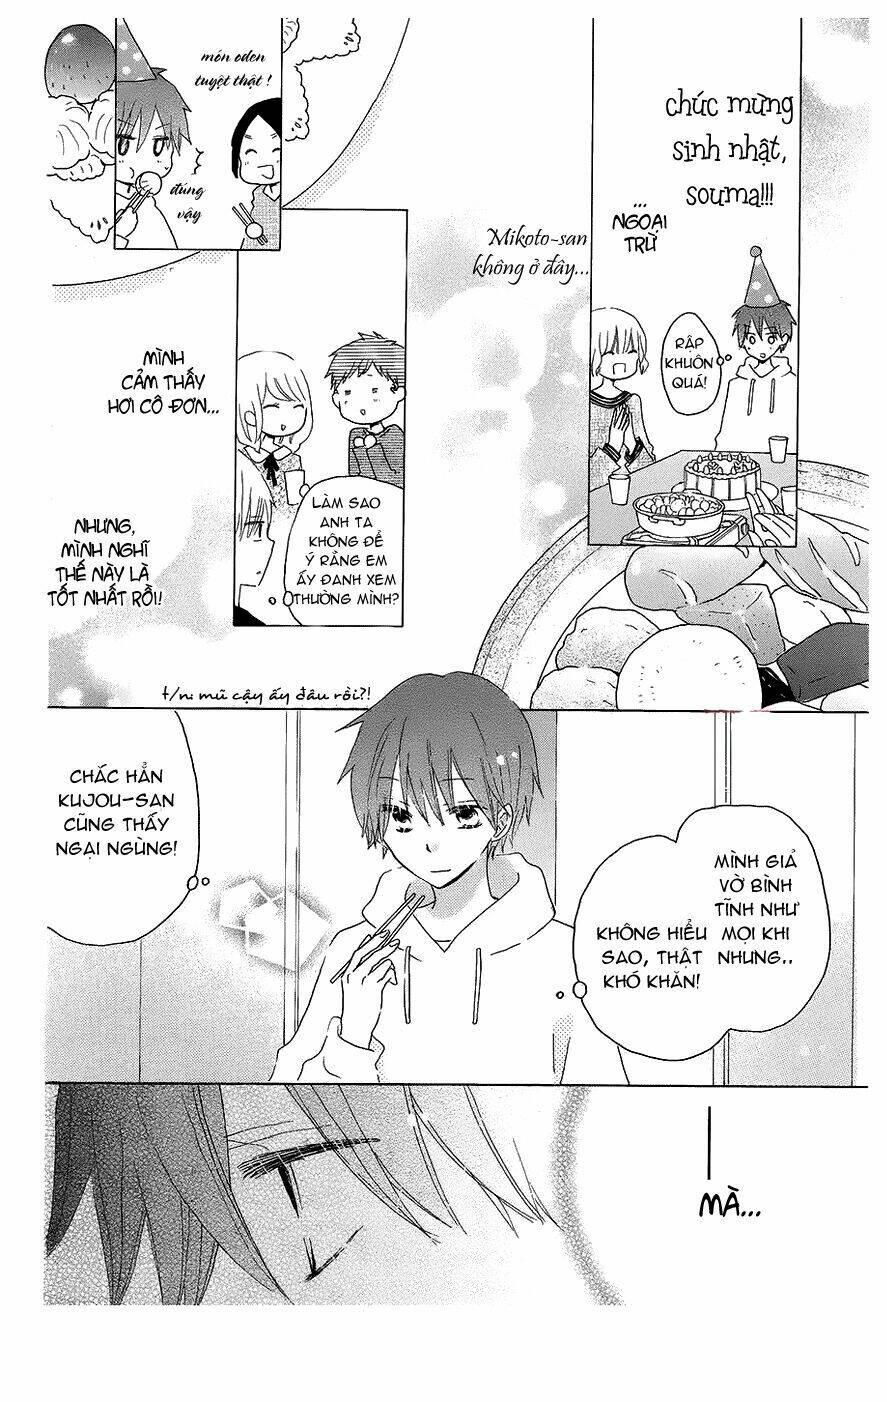 chúc mừng
sinh nhật,
souma!!!
...
NGOẠI
TRỪ
RẬP
KHUÔN
QUÁ!
Mikoto-san
không ở đây...
món oden
tuyệt thật !
đúng
vậy
MÌNH
CẢM THẤY
HƠI CÔ ĐƠN...
LÀM SAO
ANH TA
KHÔNG ĐỂ
Ý RẰNG EM
ẤY ĐANH XEM
THƯỜNG MÌNH?
NHƯNG,
MÌNH NGHĨ
THẾ NÀY LÀ
TỐT NHẤT RỒI!
t/n: mũ cậy ấy đâu rồi?!
MÌNH GIẢ
VỜ BÌNH
TĨNH NHƯ
MỌI KHI
NHƯNG..
KHÔNG HIỂU
SAO, THẬT
KHÓ KHĂN!
CHẮC HẲN
KUJOU-SAN
CŨNG THẤY
NGẠI NGÙNG!
MÀ...